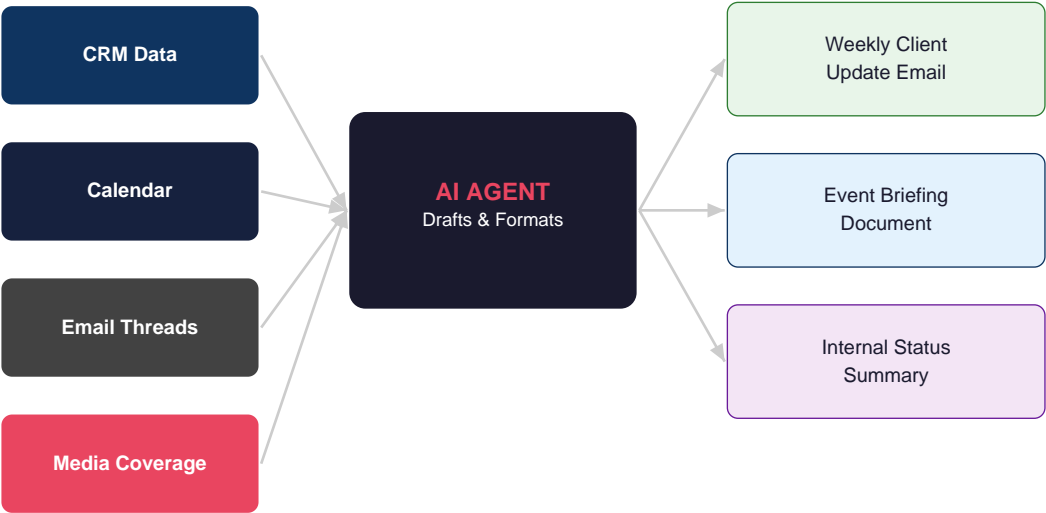 CRM Data
Calendar
Email Threads
Media Coverage
AI AGENT
Drafts & Formats
Weekly Client
Update Email
Event Briefing
Document
Internal Status
Summary